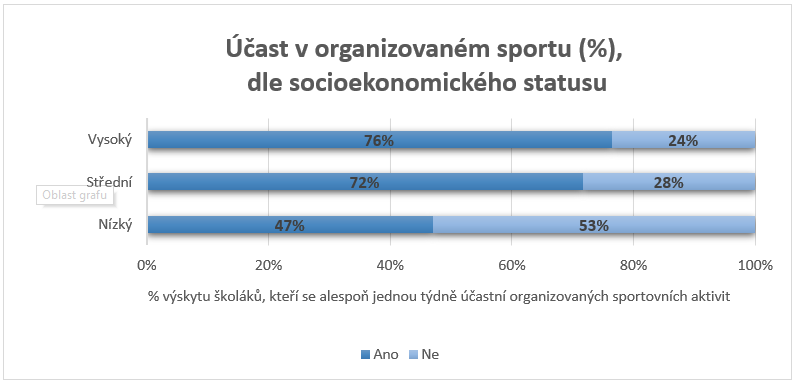 Účast v organizovaném sportu (%),
dle socioekonomického statusu
Vysoký 76% 24%
Střední 72% 28%
Oblast grafu
Nízký 47% 53%
0% 20% 40% 60% 80% 100%
% výskytu školáků, kteří se alespoň jednou týdně účastní organizovaných sportovních aktivit
Ano Ne